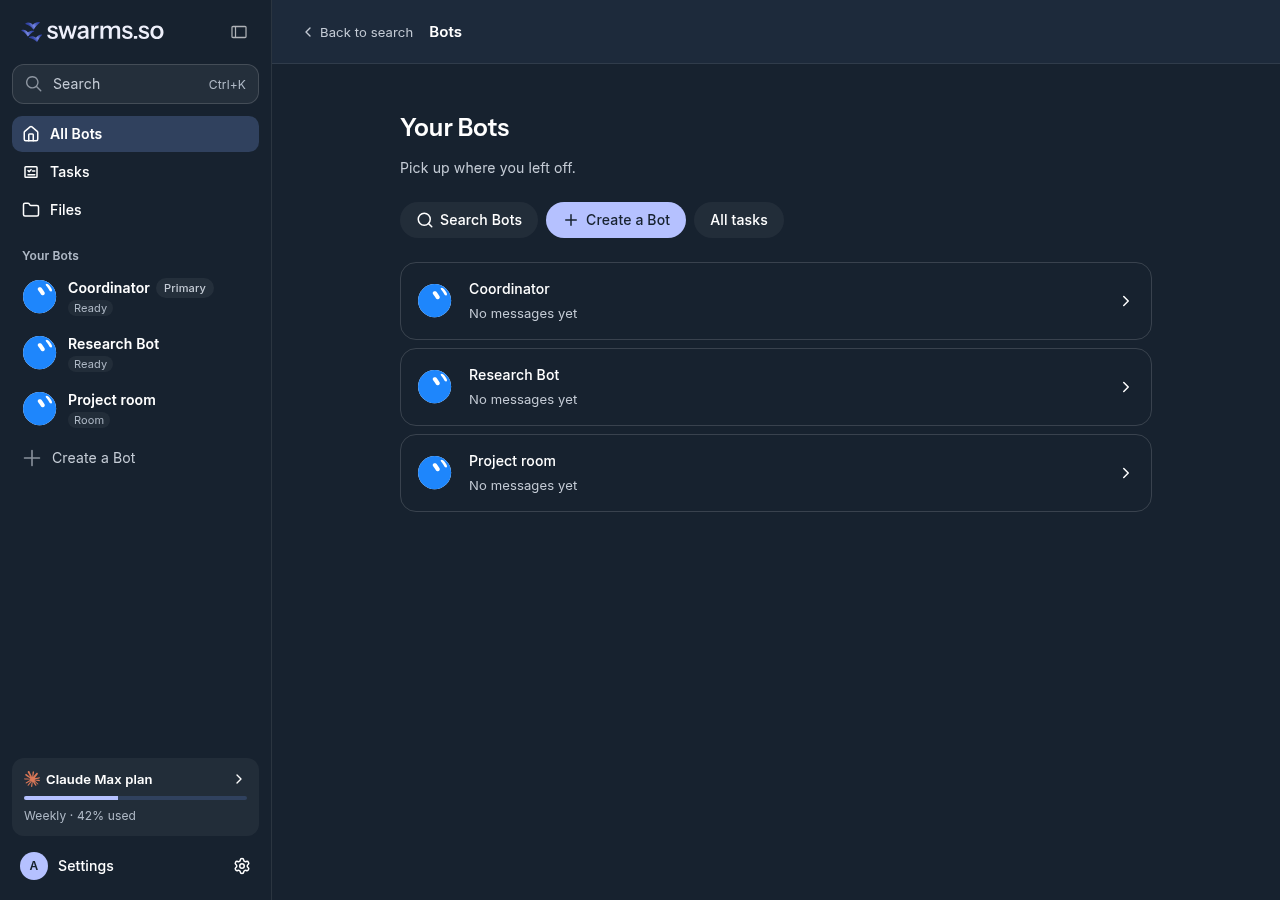 swarms.so
Search Ctrl+K
All Bots
Tasks
Files
Your Bots
Coordinator Primary
Ready
Research Bot
Ready
Project room
Room
Create a Bot
Claude Max plan
Weekly · 42% used
A Settings
Back to search Bots
Your Bots
Pick up where you left off.
Search Bots Create a Bot All tasks
Coordinator
No messages yet
Research Bot
No messages yet
Project room
No messages yet